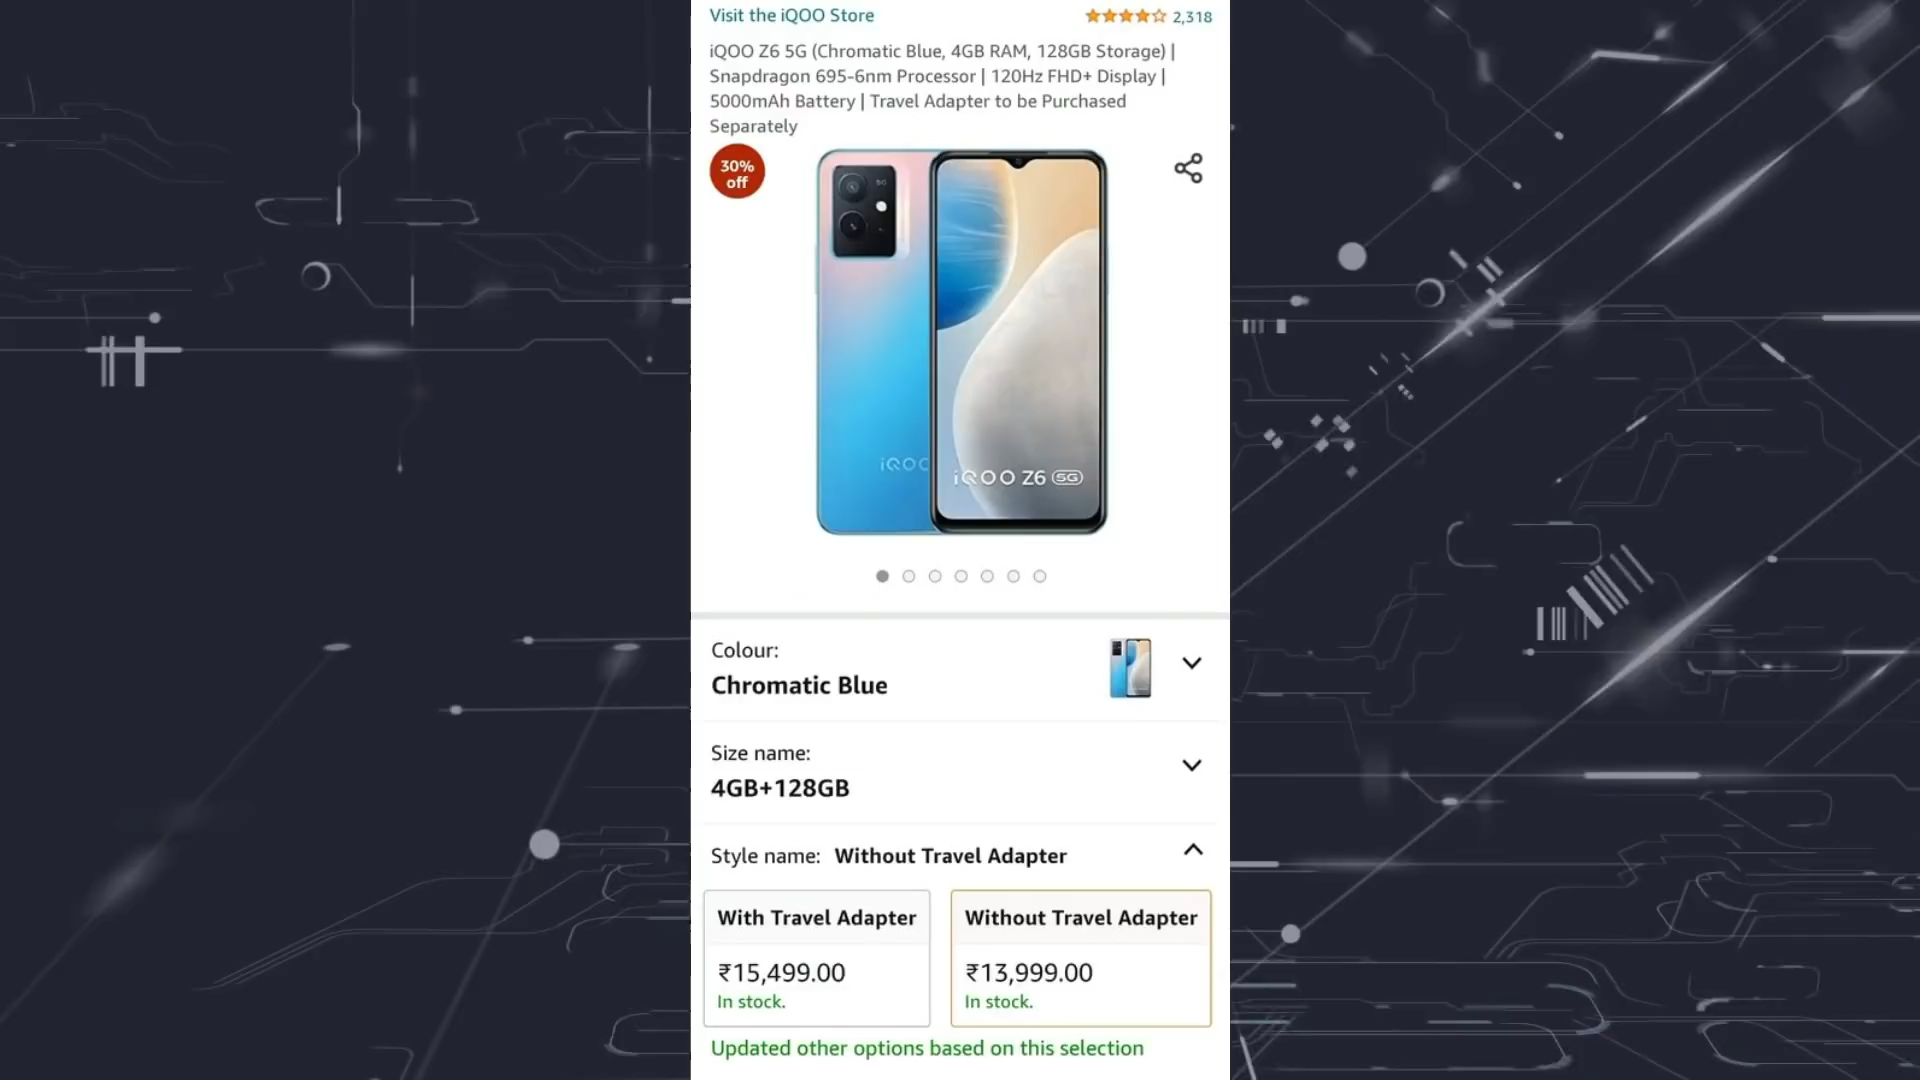 Visit the iQOO Store
2,318
iQOO Z6 5G (Chromatic Blue, 4GB RAM, 128GB Storage) |
Snapdragon 695-6nm Processor | 120Hz FHD+ Display |
5000mAh Battery | Travel Adapter to be Purchased
Separately
30%
off
5G
iQOO
iQOO Z6 5G
Colour:
Chromatic Blue
Size name:
4GB+128GB
Style name: Without Travel Adapter
With Travel Adapter
₹15,499.00
In stock.
Without Travel Adapter
₹13,999.00
In stock.
Updated other options based on this selection